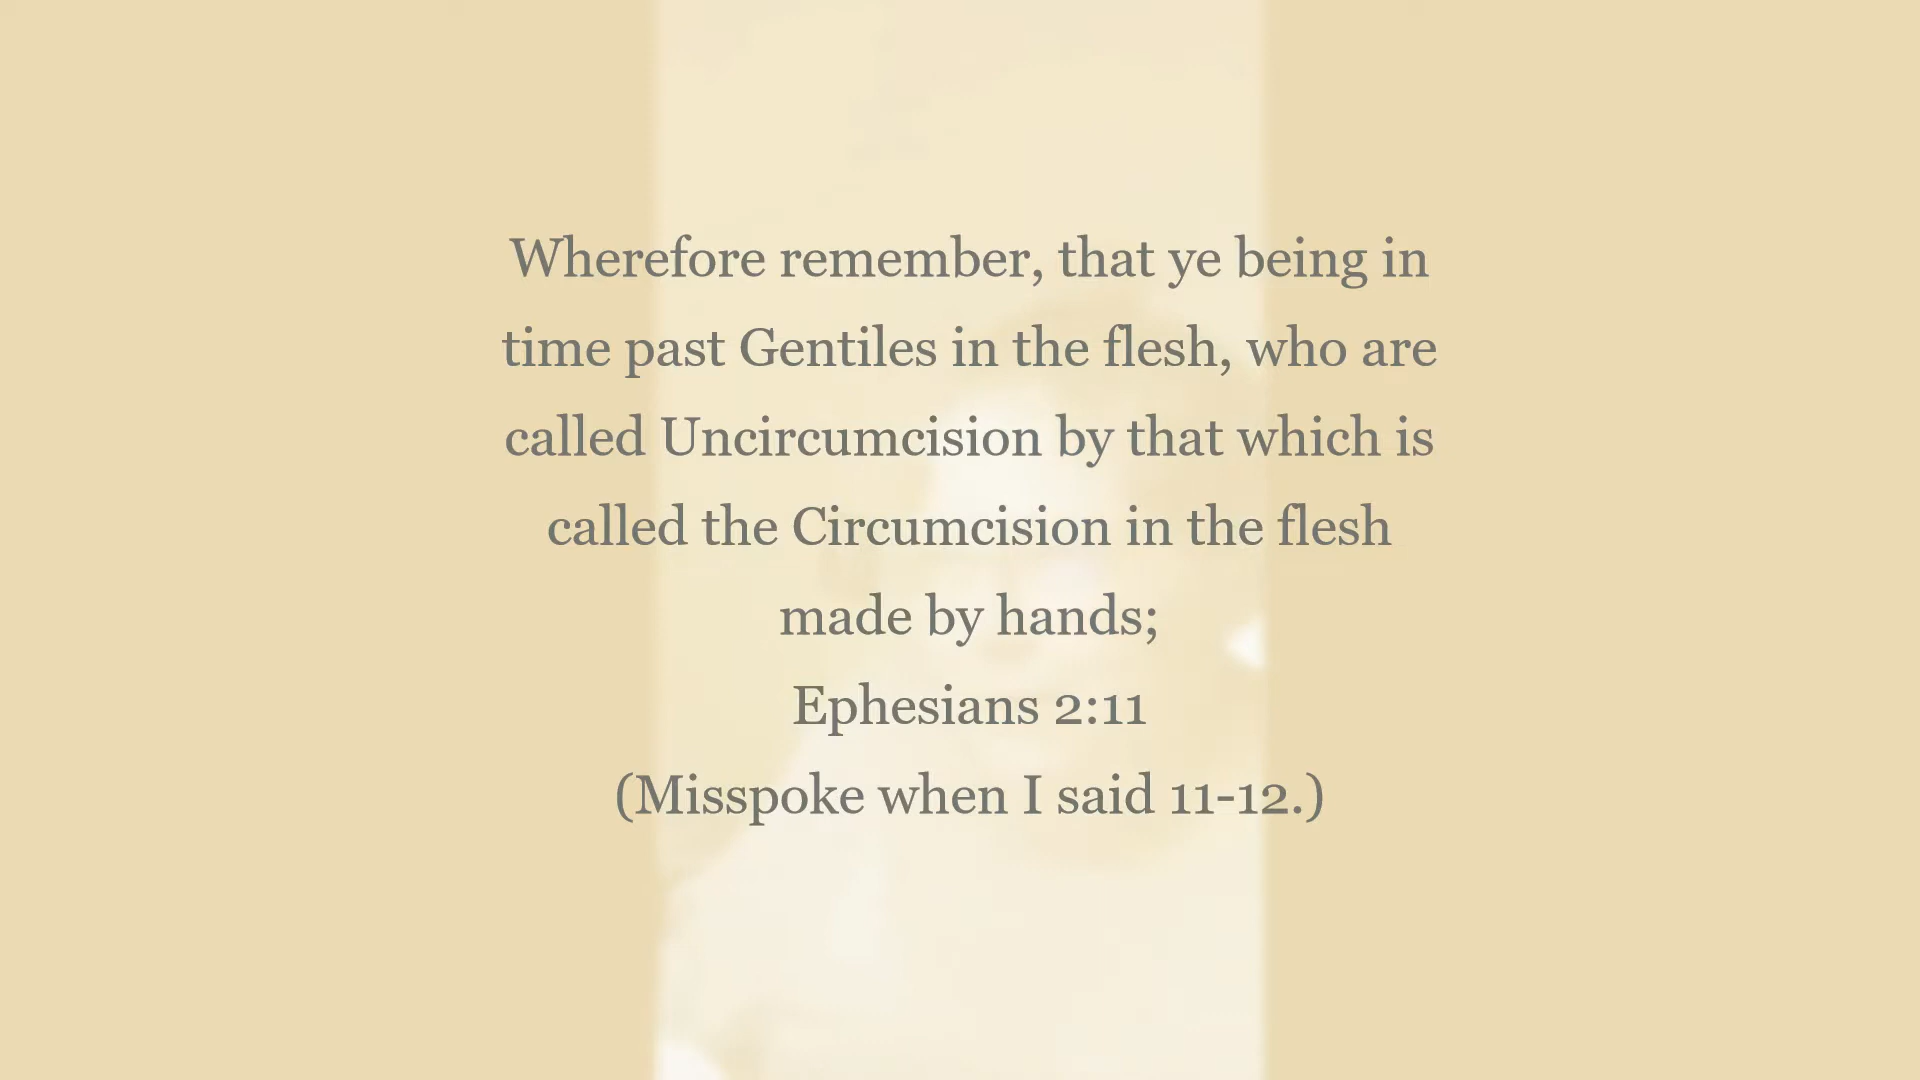 Wherefore remember, that ye being in
time past Gentiles in the flesh, who are
called Uncircumcision by that which is
called the Circumcision in the flesh
made by hands;
Ephesians 2:11
(Misspoke when I said 11-12.)